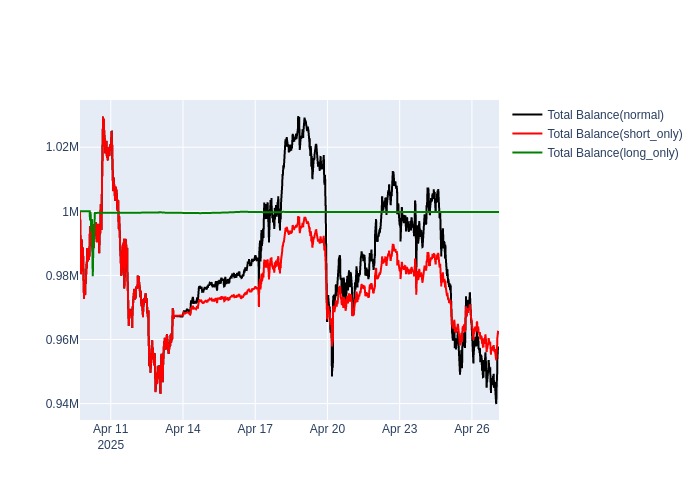 Total Balance(normal)
Total Balance(short_only)
Total Balance(long_only)
1.02M
1M
0.98M
0.96M
0.94M
Apr 11
2025
Apr 14
Apr 17
Apr 20
Apr 23
Apr 26